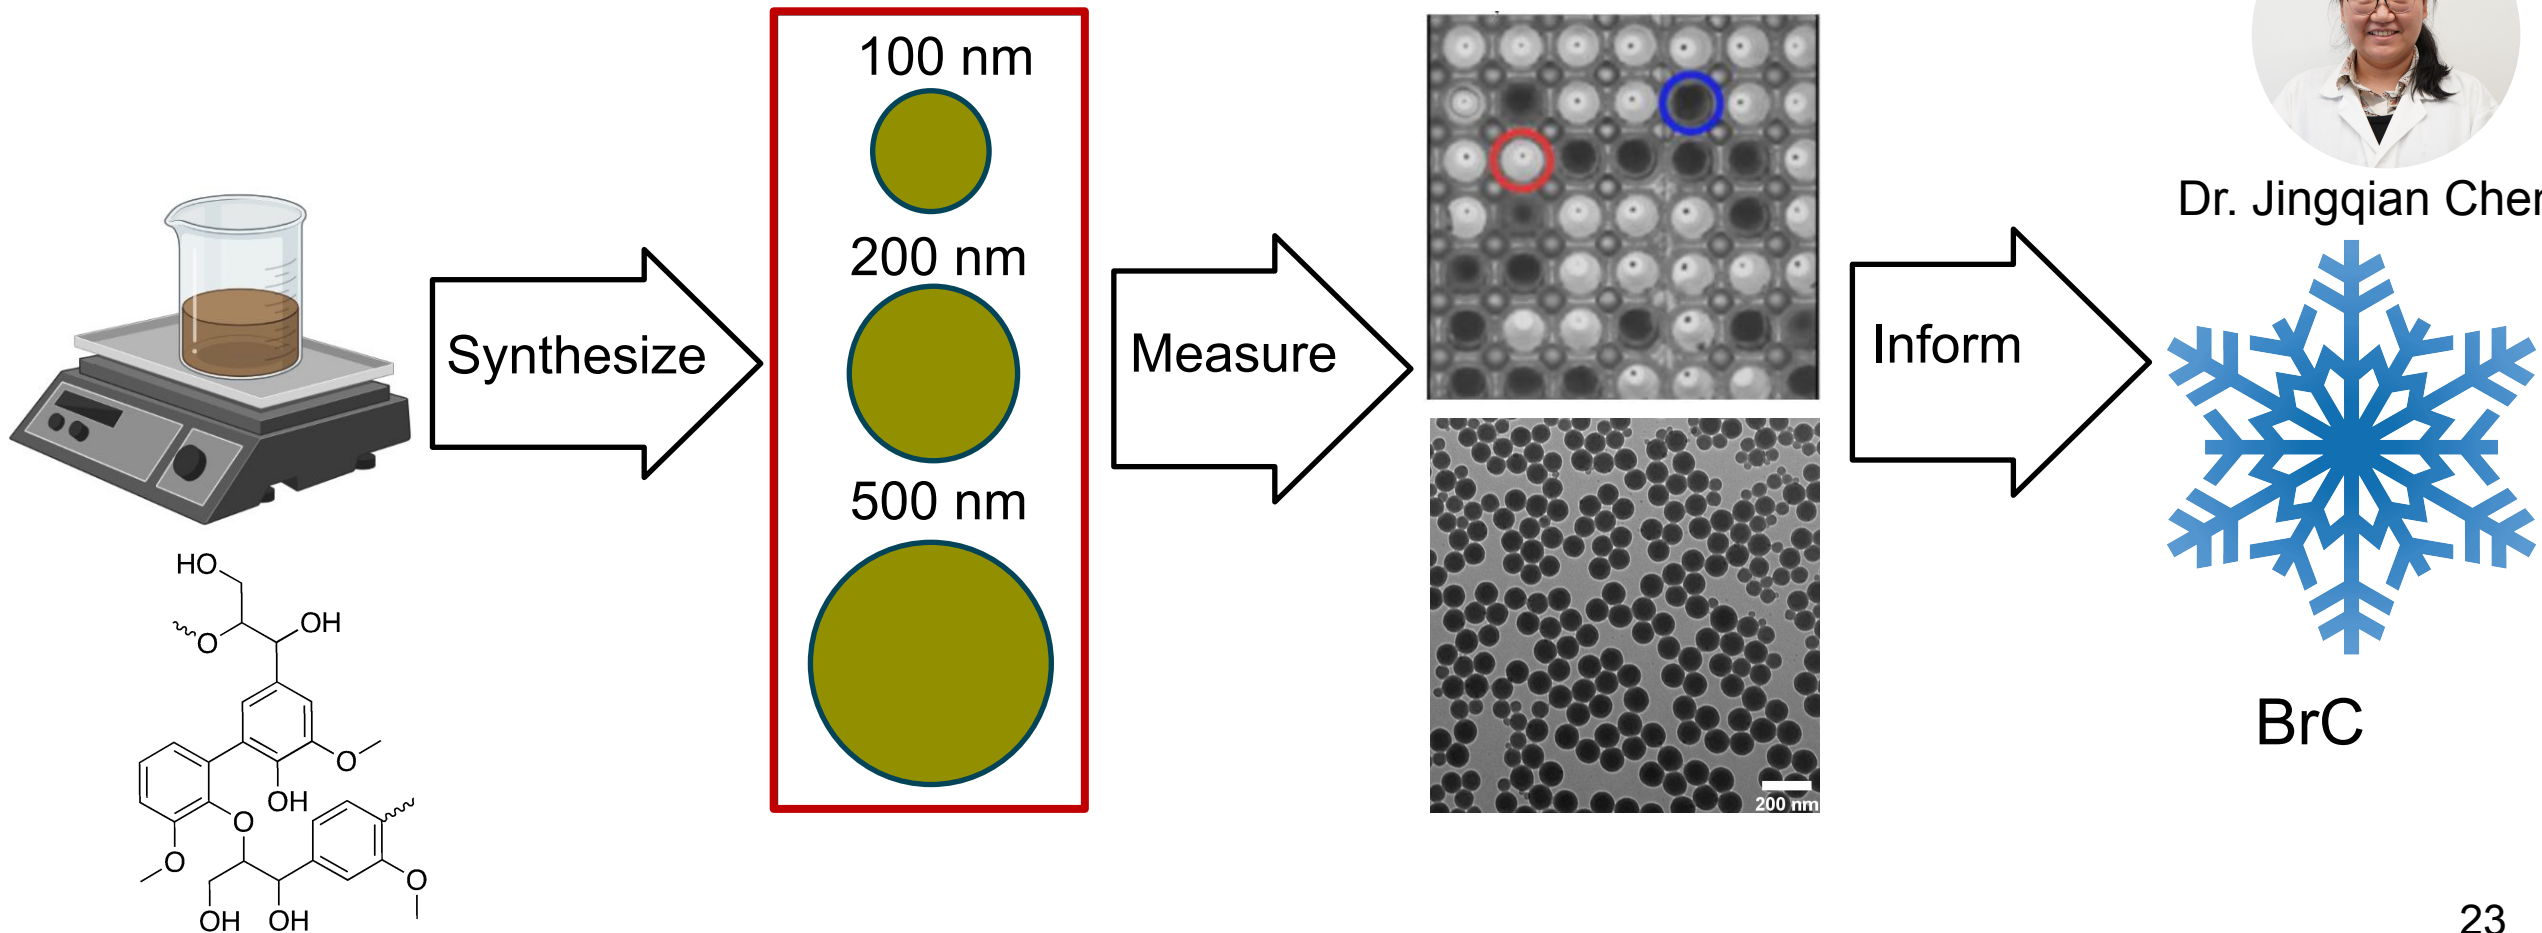 100 nm
200 nm
500 nm
Synthesize
Measure
Inform
Dr. Jingqian Chen
BrC
200 nm
HO
OH
O
O
OH
O
O
O
OH
OH
23